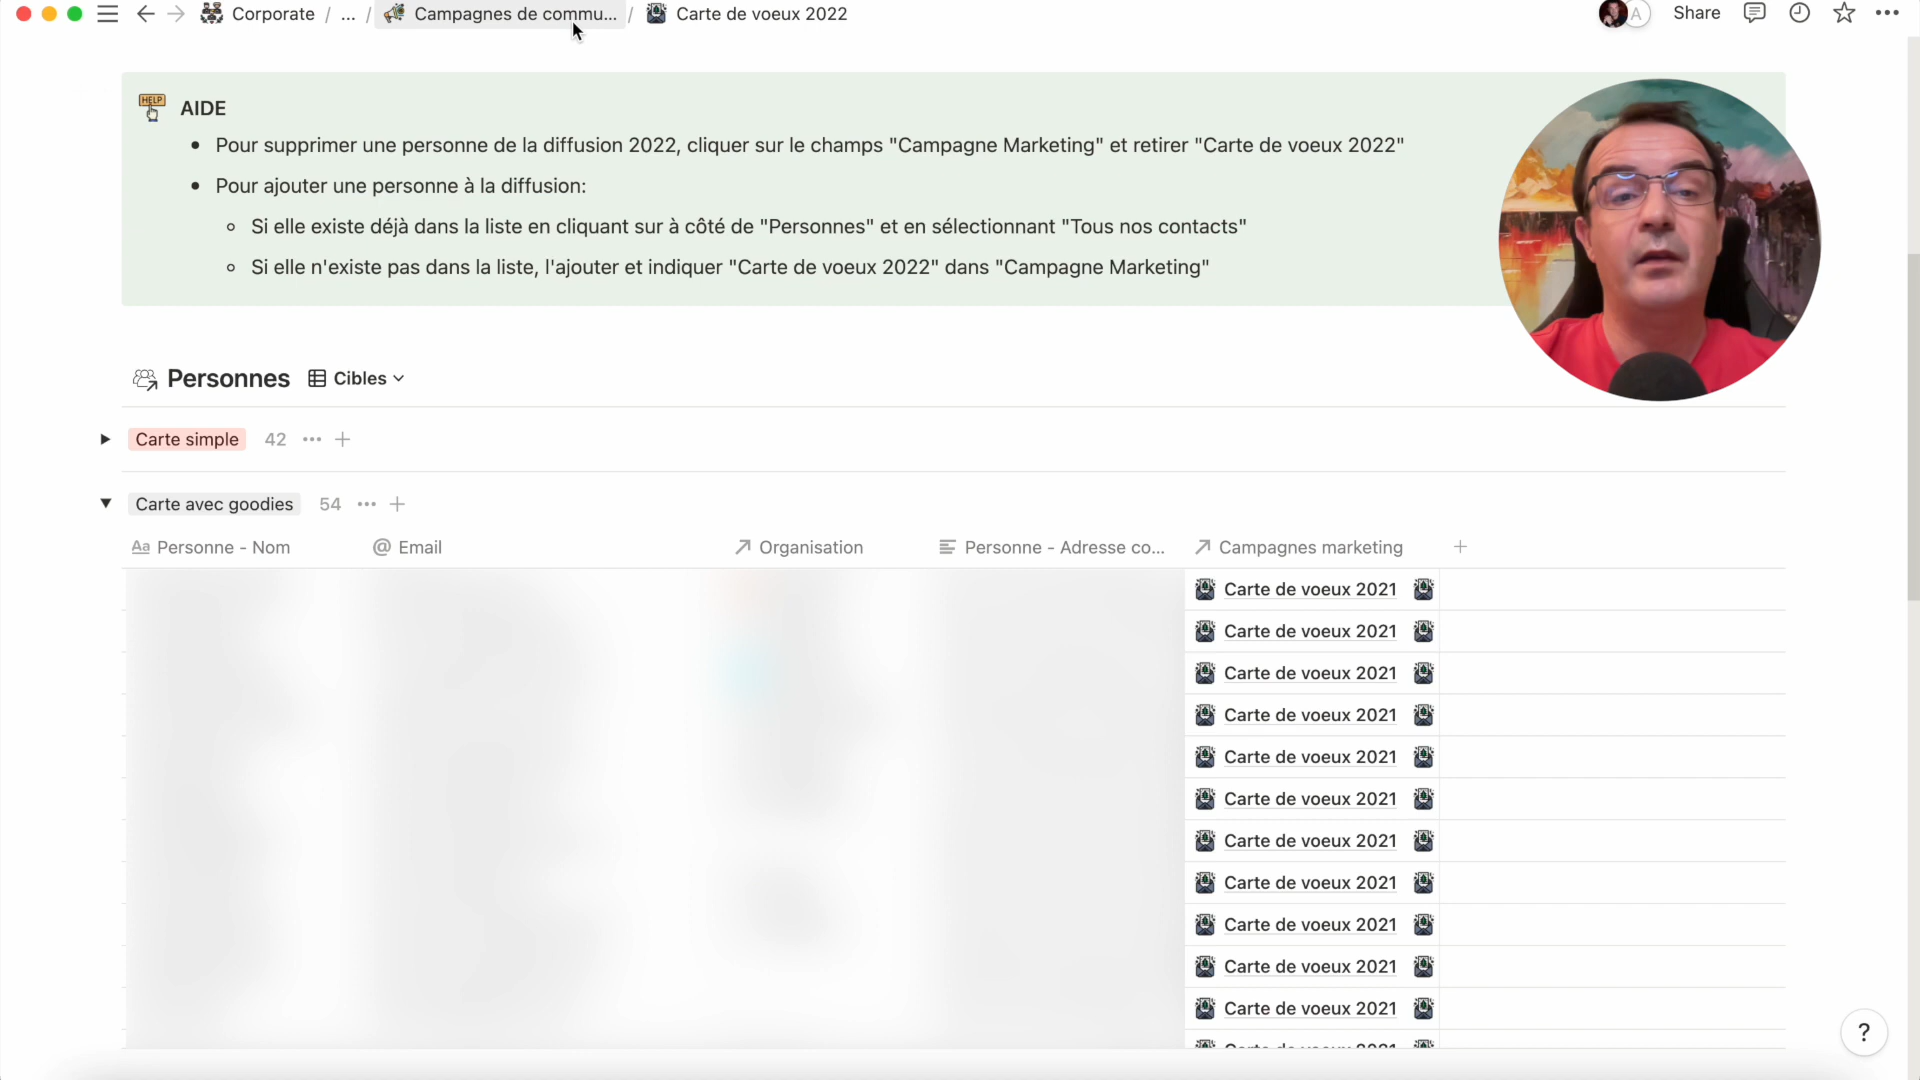 Corporate / ... / Campagnes de commu... / Carte de voeux 2022
A Share
HELP
AIDE
Pour supprimer une personne de la diffusion 2022, cliquer sur le champs "Campagne Marketing" et retirer "Carte de voeux 2022"
Pour ajouter une personne à la diffusion:
Si elle existe déjà dans la liste en cliquant sur à côté de "Personnes" et en sélectionnant "Tous nos contacts"
Si elle n'existe pas dans la liste, l'ajouter et indiquer "Carte de voeux 2022" dans "Campagne Marketing"
Personnes Cibles
Carte simple 42 ... +
Carte avec goodies 54 ... +
Aa Personne - Nom @ Email Organisation Personne - Adresse co... Campagnes marketing +
Carte de voeux 2021
Carte de voeux 2021
Carte de voeux 2021
Carte de voeux 2021
Carte de voeux 2021
Carte de voeux 2021
Carte de voeux 2021
Carte de voeux 2021
Carte de voeux 2021
Carte de voeux 2021
Carte de voeux 2021
Carte de voeux 2021
?